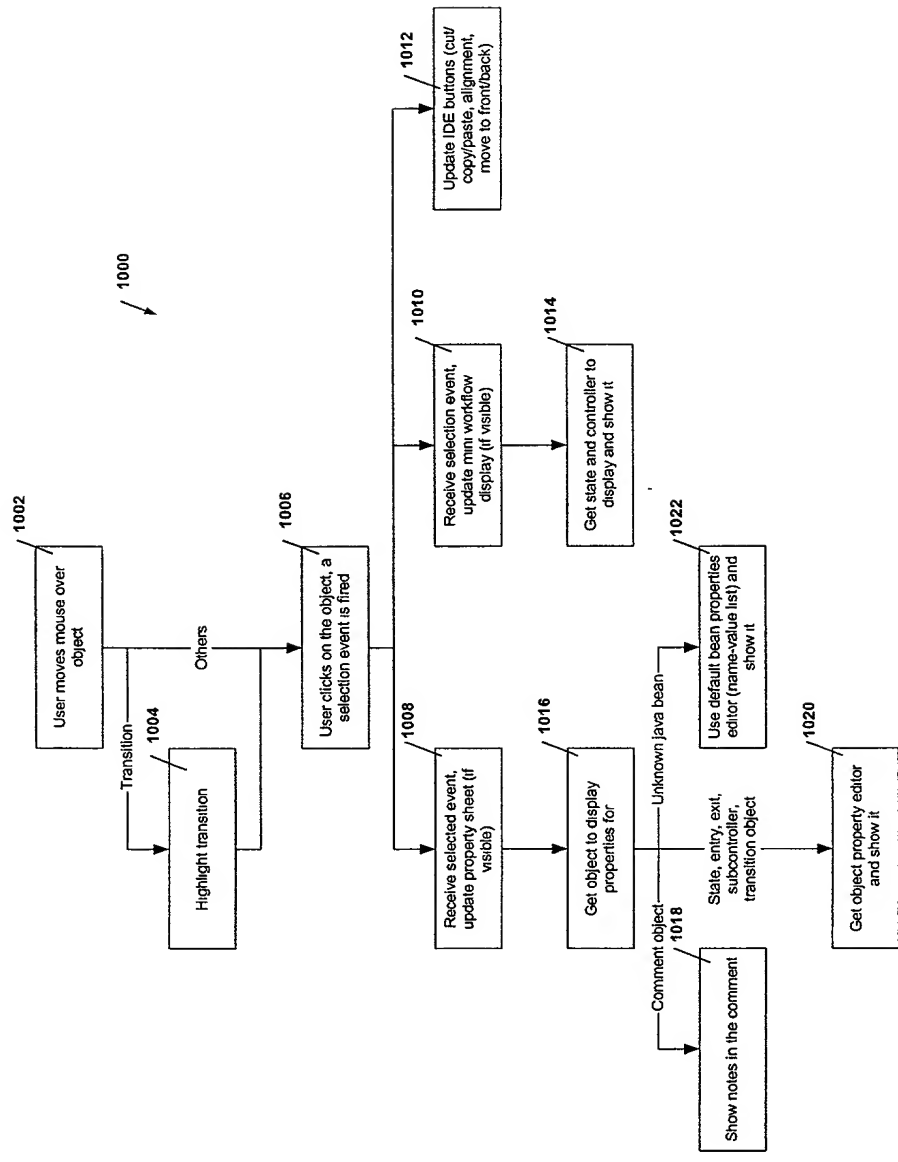 1000
1002
User moves mouse over
object
Transition
Others
1004
Highlight transition
1006
User clicks on the object, a
selection event is fired
1008
Receive selected event,
update property sheet (if
visible)
1010
Receive selection event,
update mini workflow
display (if visible)
1012
Update IDE buttons (cut/
copy/paste, alignment,
move to front/back)
1016
Get object to display
properties for
1014
Get state and controller to
display and show it
Comment object
1018
Show notes in the comment
State, entry, exit,
subcontroller,
transition object
1020
Get object property editor
and show it
Unknown java bean
1022
Use default bean properties
editor (name-value list) and
show it